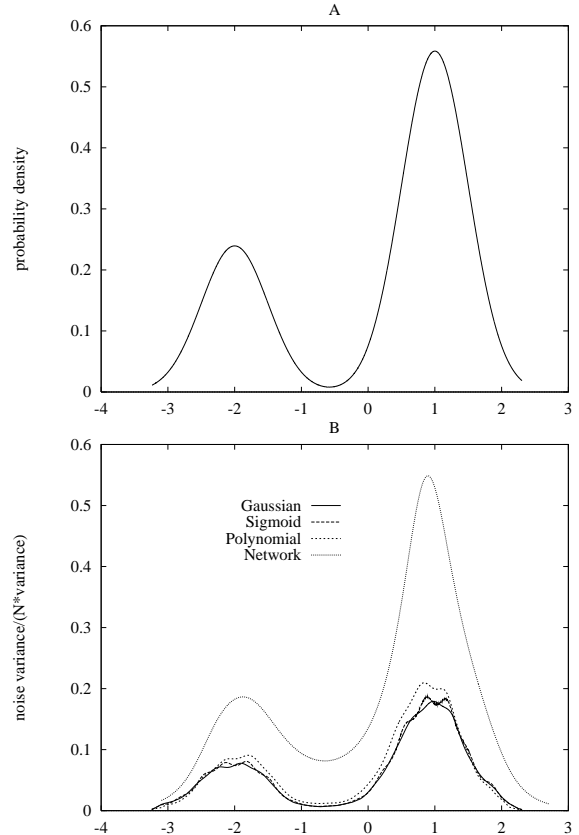 A
0.6
0.5
0.4
0.3
0.2
0.1
0
probability density
-4 -3 -2 -1 0 1 2 3
B
0.6
0.5
0.4
0.3
0.2
0.1
0
noise variance/(N*variance)
Gaussian
Sigmoid
Polynomial
Network
-4 -3 -2 -1 0 1 2 3